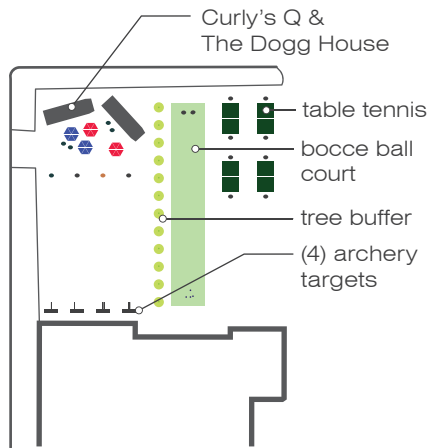 Curly's Q &
The Dogg House
table tennis
bocce ball
court
tree buffer
(4) archery
targets